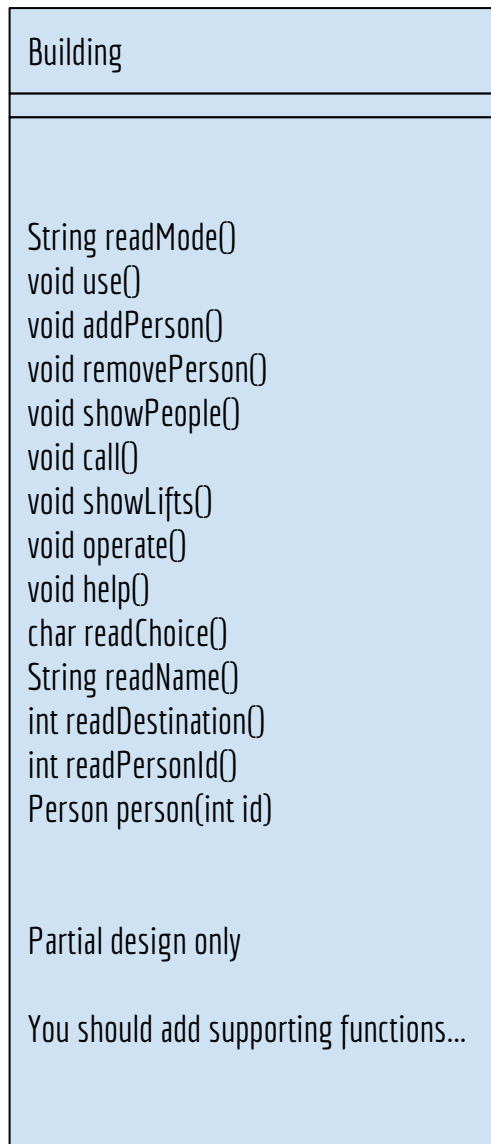 Building
String readMode()
void use()
void addPerson()
void removePerson()
void showPeople()
void call()
void showLifts()
void operate()
void help()
char readChoice()
String readName()
int readDestination()
int readPersonId()
Person person(int id)
Partial design only
You should add supporting functions...